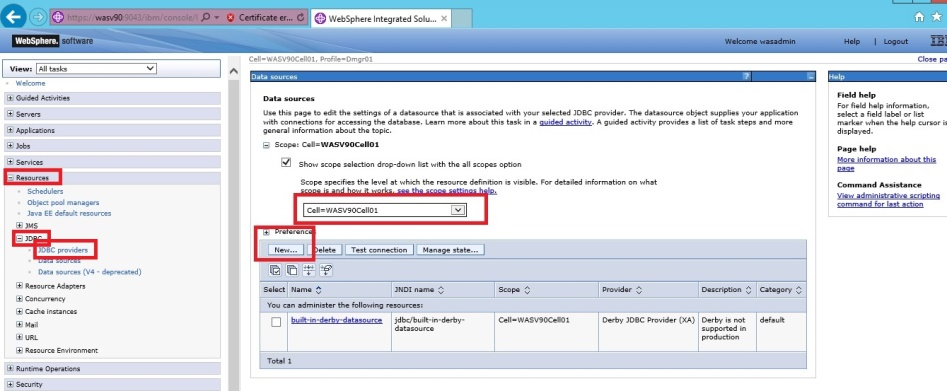 https://wasv90:9043/ibm/console/l
Certificate er...
WebSphere Integrated Solu...
WebSphere. software
Welcome wasadmin
Help | Logout
IBM
View: All tasks
Welcome
Guided Activities
Servers
Applications
Jobs
Services
Resources
Schedulers
Object pool managers
Java EE default resources
JMS
JDBC
JDBC providers
Data sources
Data sources (V4 - deprecated)
Resource Adapters
Concurrency
Cache instances
Mail
URL
Resource Environment
Runtime Operations
Security
Cell=WASV90Cell01, Profile=Dmgr01
Close pa
Data sources
?
Data sources
Use this page to edit the settings of a datasource that is associated with your selected JDBC provider. The datasource object supplies your application
with connections for accessing the database. Learn more about this task in a guided activity. A guided activity provides a list of task steps and more
general information about the topic.
Scope: Cell=WASV90Cell01
Show scope selection drop-down list with the all scopes option
Scope specifies the level at which the resource definition is visible. For detailed information on what
scope is and how it works, see the scope settings help.
Cell=WASV90Cell01
Preference
New... Delete Test connection Manage state...
Select Name JNDI name Scope Provider Description Category
You can administer the following resources:
built-in-derby-datasource jdbc/built-in-derby- Cell=WASV90Cell01 Derby JDBC Provider (XA) Derby is not default
datasource supported in
production
Total 1
Help
Field help
For field help information,
select a field label or list
marker when the help cursor is
displayed.
Page help
More information about this
page
Command Assistance
View administrative scripting
command for last action